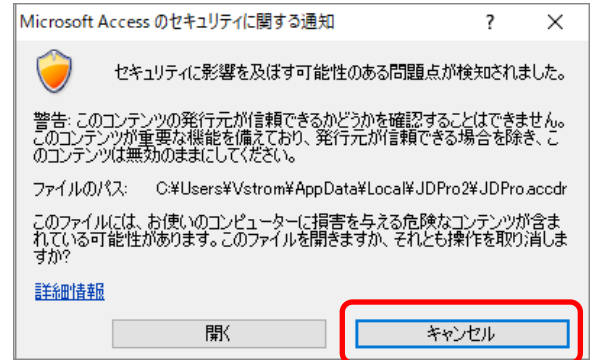 Microsoft Access のセキュリティに関する通知
セキュリティに影響を及ぼす可能性のある問題点が検知されました。
警告: このコンテンツの発行元が信頼できるかどうかを確認することはできません。
このコンテンツが重要な機能を備えており、発行元が信頼できる場合を除き、こ
のコンテンツは無効のままにしてください。
ファイルのパス: C:¥Users¥Vstrom¥AppData¥Local¥JDPro2¥JDPro.accdr
このファイルには、お使いのコンピューターに損害を与える危険なコンテンツが含ま
れている可能性があります。このファイルを開きますか、それとも操作を取り消しま
すか?
詳細情報
開く
キャンセル